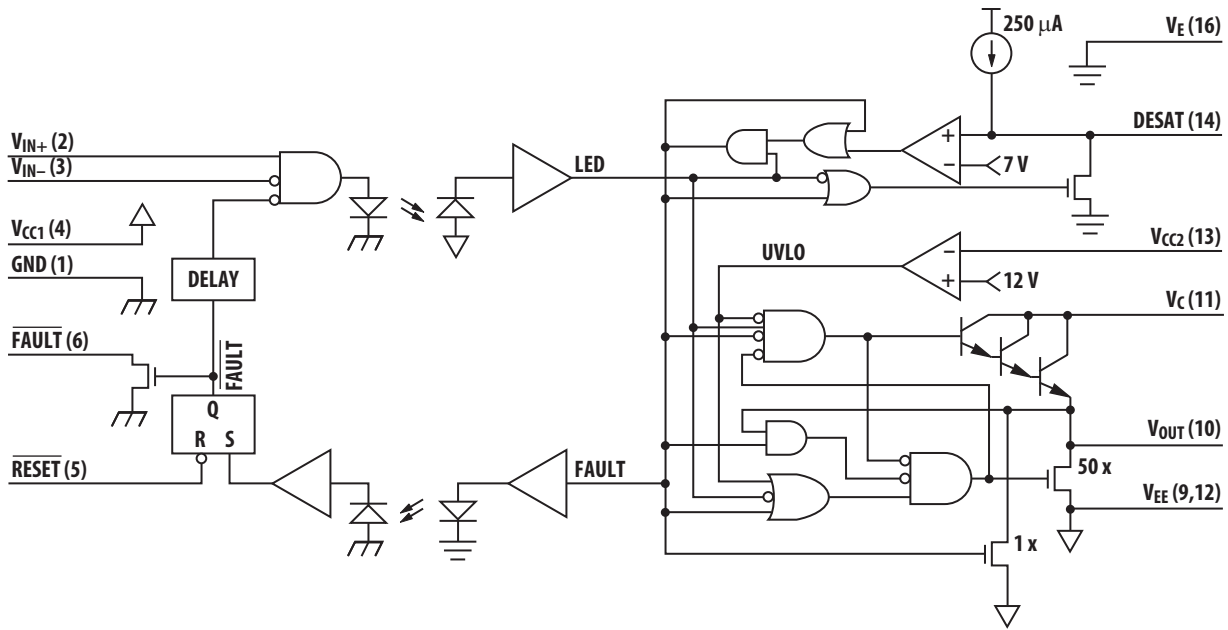 250 μA
V_E (16)
V_IN+ (2)
V_IN– (3)
LED
DESAT (14)
+
–
7 V
V_CC1 (4)
V_CC2 (13)
GND (1)
DELAY
UVLO
–
+
12 V
V_C (11)
FAULT (6)
FAULT
Q
R S
V_OUT (10)
RESET (5)
FAULT
50 x
V_EE (9,12)
1 x